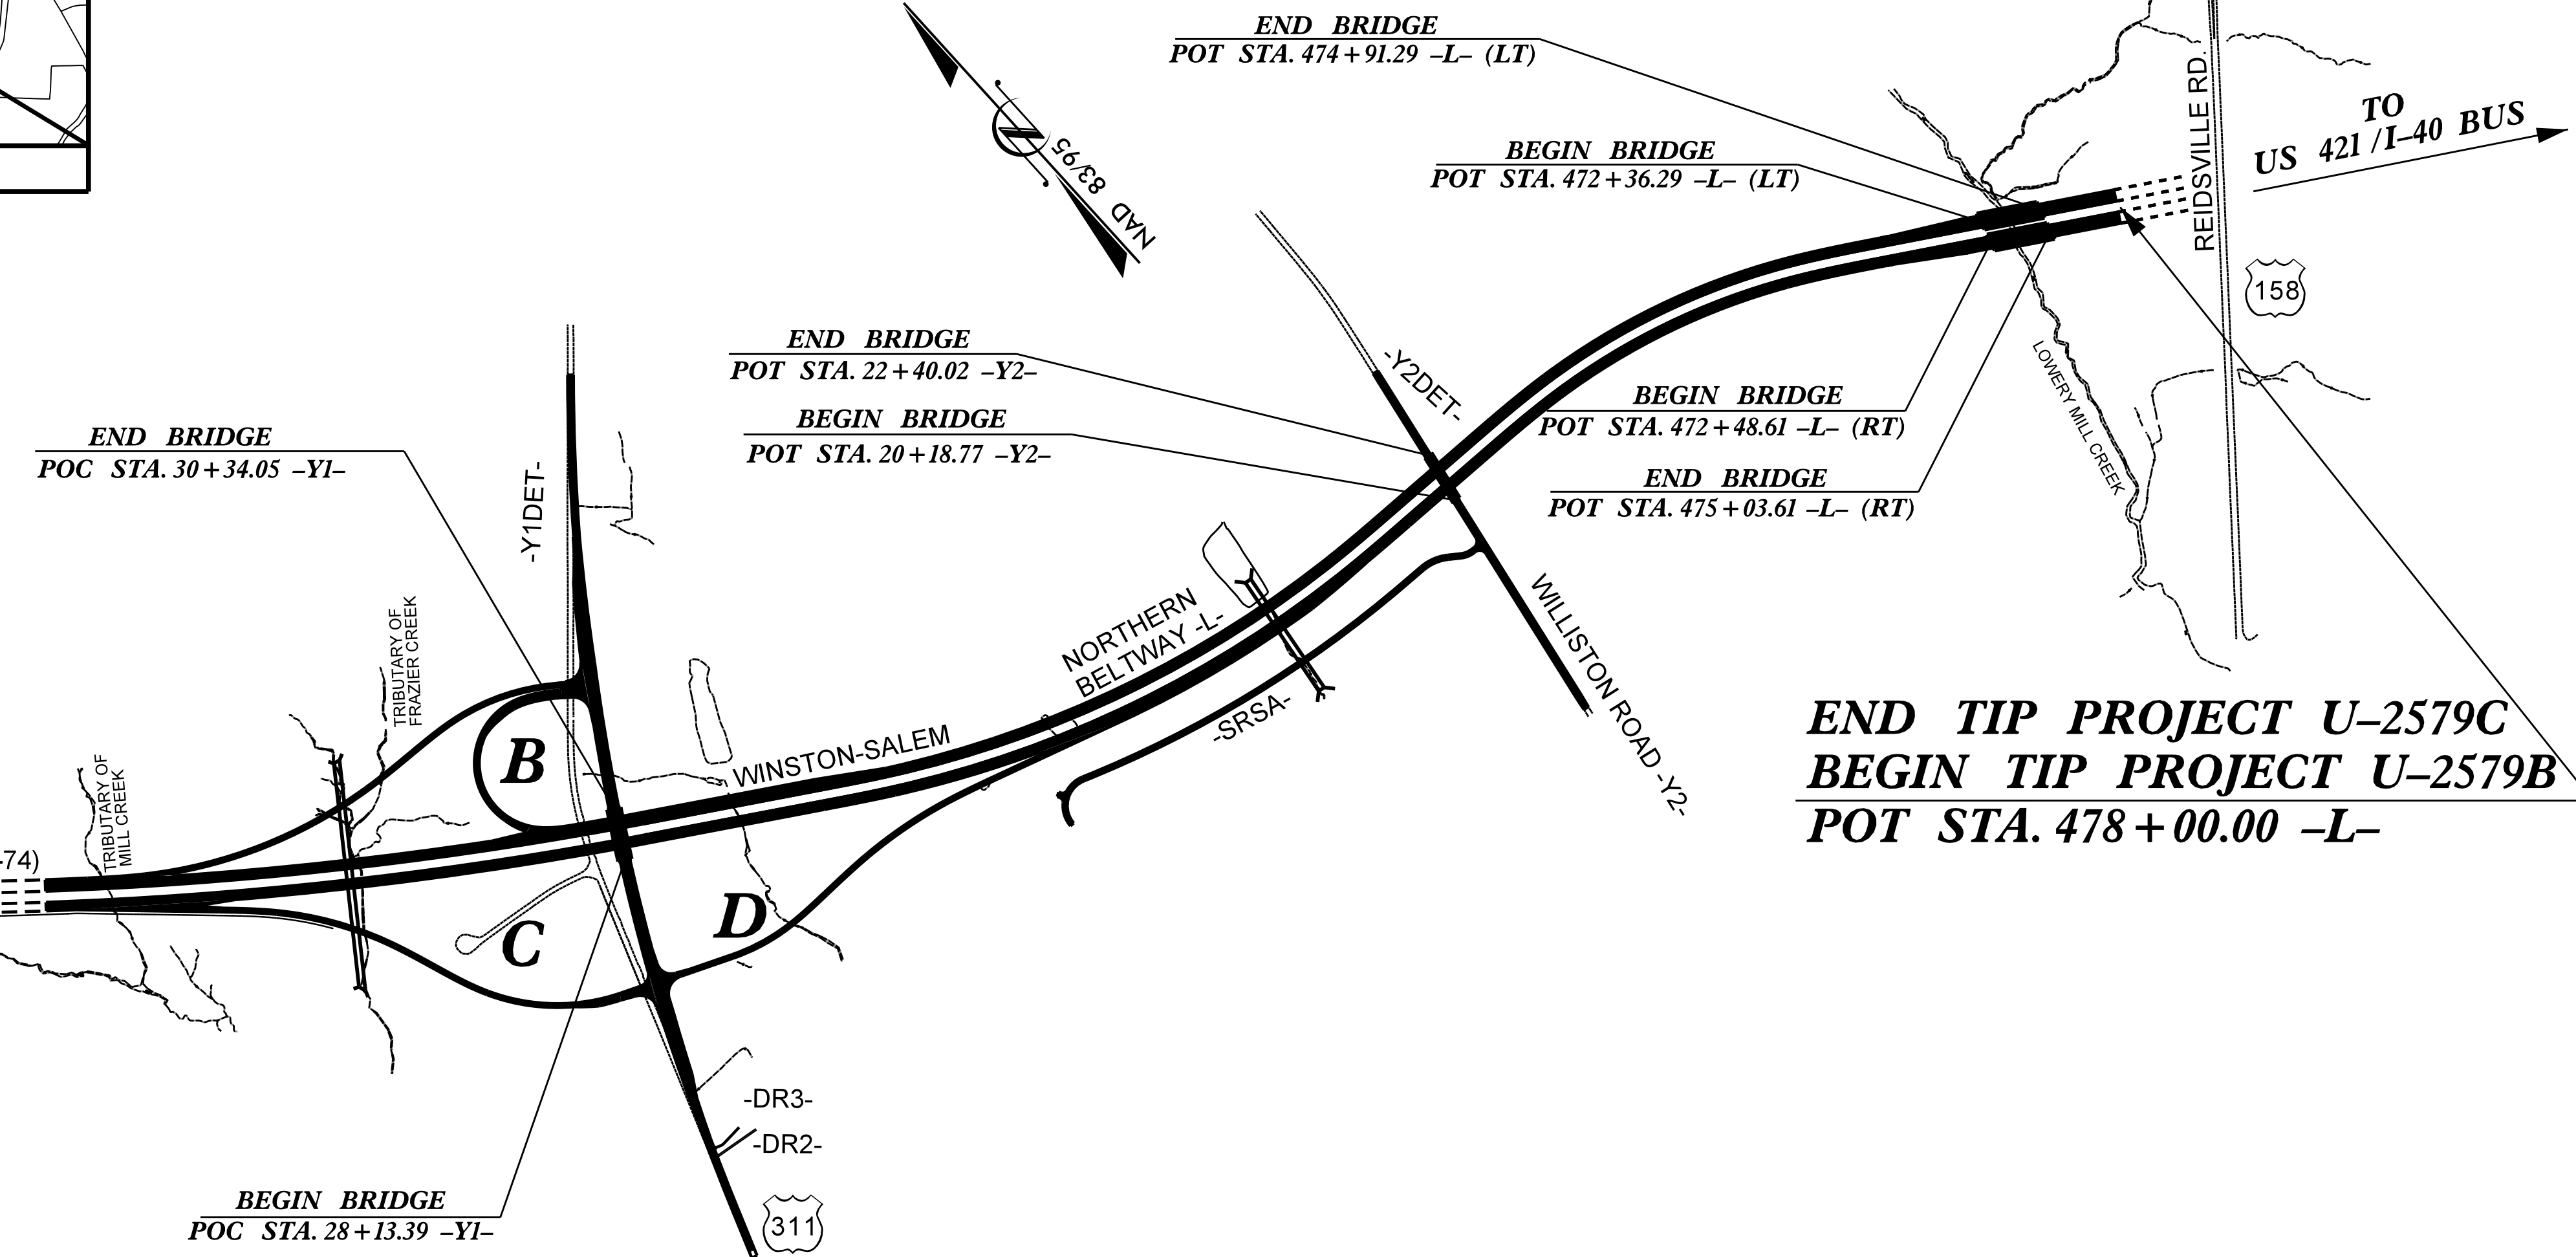 END BRIDGE
POT STA. 474+91.29 –L– (LT)
BEGIN BRIDGE
POT STA. 472+36.29 –L– (LT)
TO
US 421 /I–40 BUS
REIDSVILLE RD.
158
NAD 83/95
END BRIDGE
POT STA. 22+40.02 –Y2–
BEGIN BRIDGE
POT STA. 20+18.77 –Y2–
-Y2DET-
BEGIN BRIDGE
POT STA. 472+48.61 –L– (RT)
END BRIDGE
POT STA. 475+03.61 –L– (RT)
LOWERY MILL CREEK
END BRIDGE
POC STA. 30+34.05 –Y1–
-Y1DET-
TRIBUTARY OF
FRAZIER CREEK
TRIBUTARY OF
MILL CREEK
NORTHERN
BELTWAY -L-
WINSTON-SALEM
-SRSA-
WILLISTON ROAD -Y2-
END TIP PROJECT U–2579C
BEGIN TIP PROJECT U–2579B
POT STA. 478+00.00 –L–
B
C
D
-74)
-DR3-
-DR2-
311
BEGIN BRIDGE
POC STA. 28+13.39 –Y1–